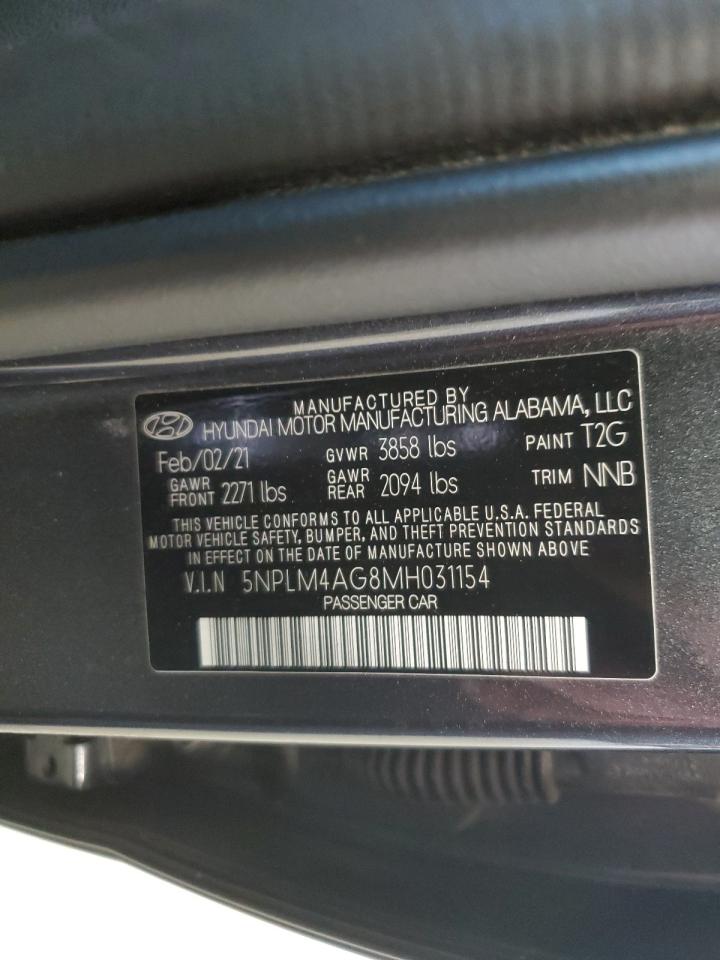 MANUFACTURED BY
HYUNDAI MOTOR MANUFACTURING ALABAMA, LLC
Feb/02/21 GVWR 3858 lbs PAINT T2G
GAWR FRONT 2271 lbs GAWR REAR 2094 lbs TRIM NNB
THIS VEHICLE CONFORMS TO ALL APPLICABLE U.S.A. FEDERAL
MOTOR VEHICLE SAFETY, BUMPER, AND THEFT PREVENTION STANDARDS
IN EFFECT ON THE DATE OF MANUFACTURE SHOWN ABOVE
V.I.N 5NPLM4AG8MH031154
PASSENGER CAR